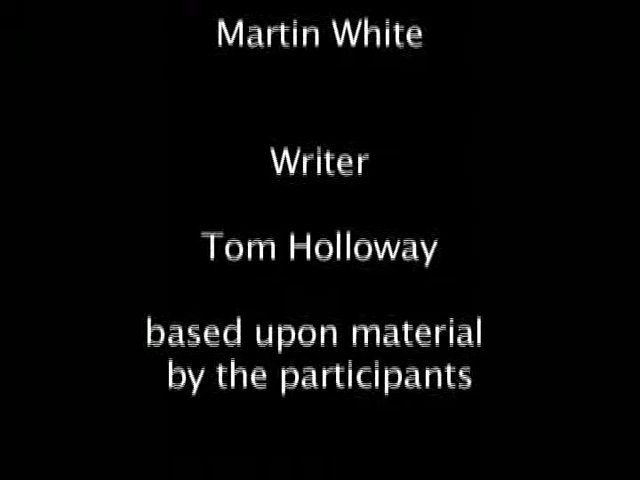 Martin White
Writer
Tom Holloway
based upon material
by the participants